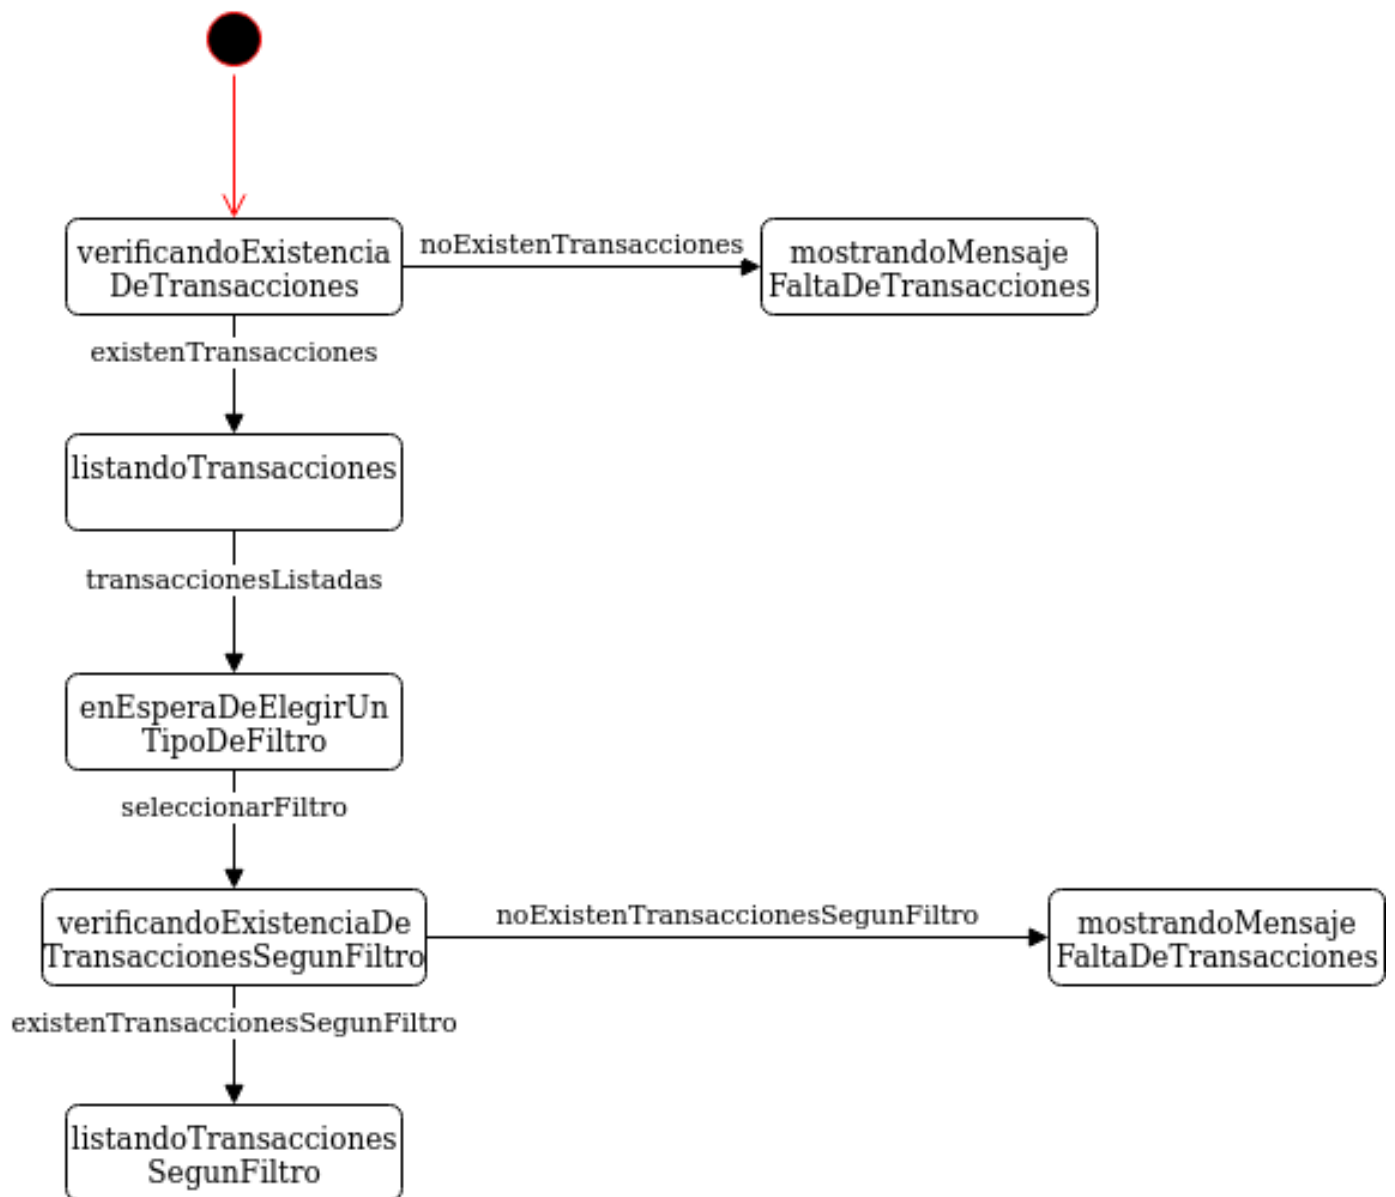 verificandoExistencia
DeTransacciones
noExistenTransacciones
mostrandoMensaje
FaltaDeTransacciones
existenTransacciones
listandoTransacciones
transaccionesListadas
enEsperaDeElegirUn
TipoDeFiltro
seleccionarFiltro
verificandoExistenciaDe
TransaccionesSegunFiltro
noExistenTransaccionesSegunFiltro
mostrandoMensaje
FaltaDeTransacciones
existenTransaccionesSegunFiltro
listandoTransacciones
SegunFiltro